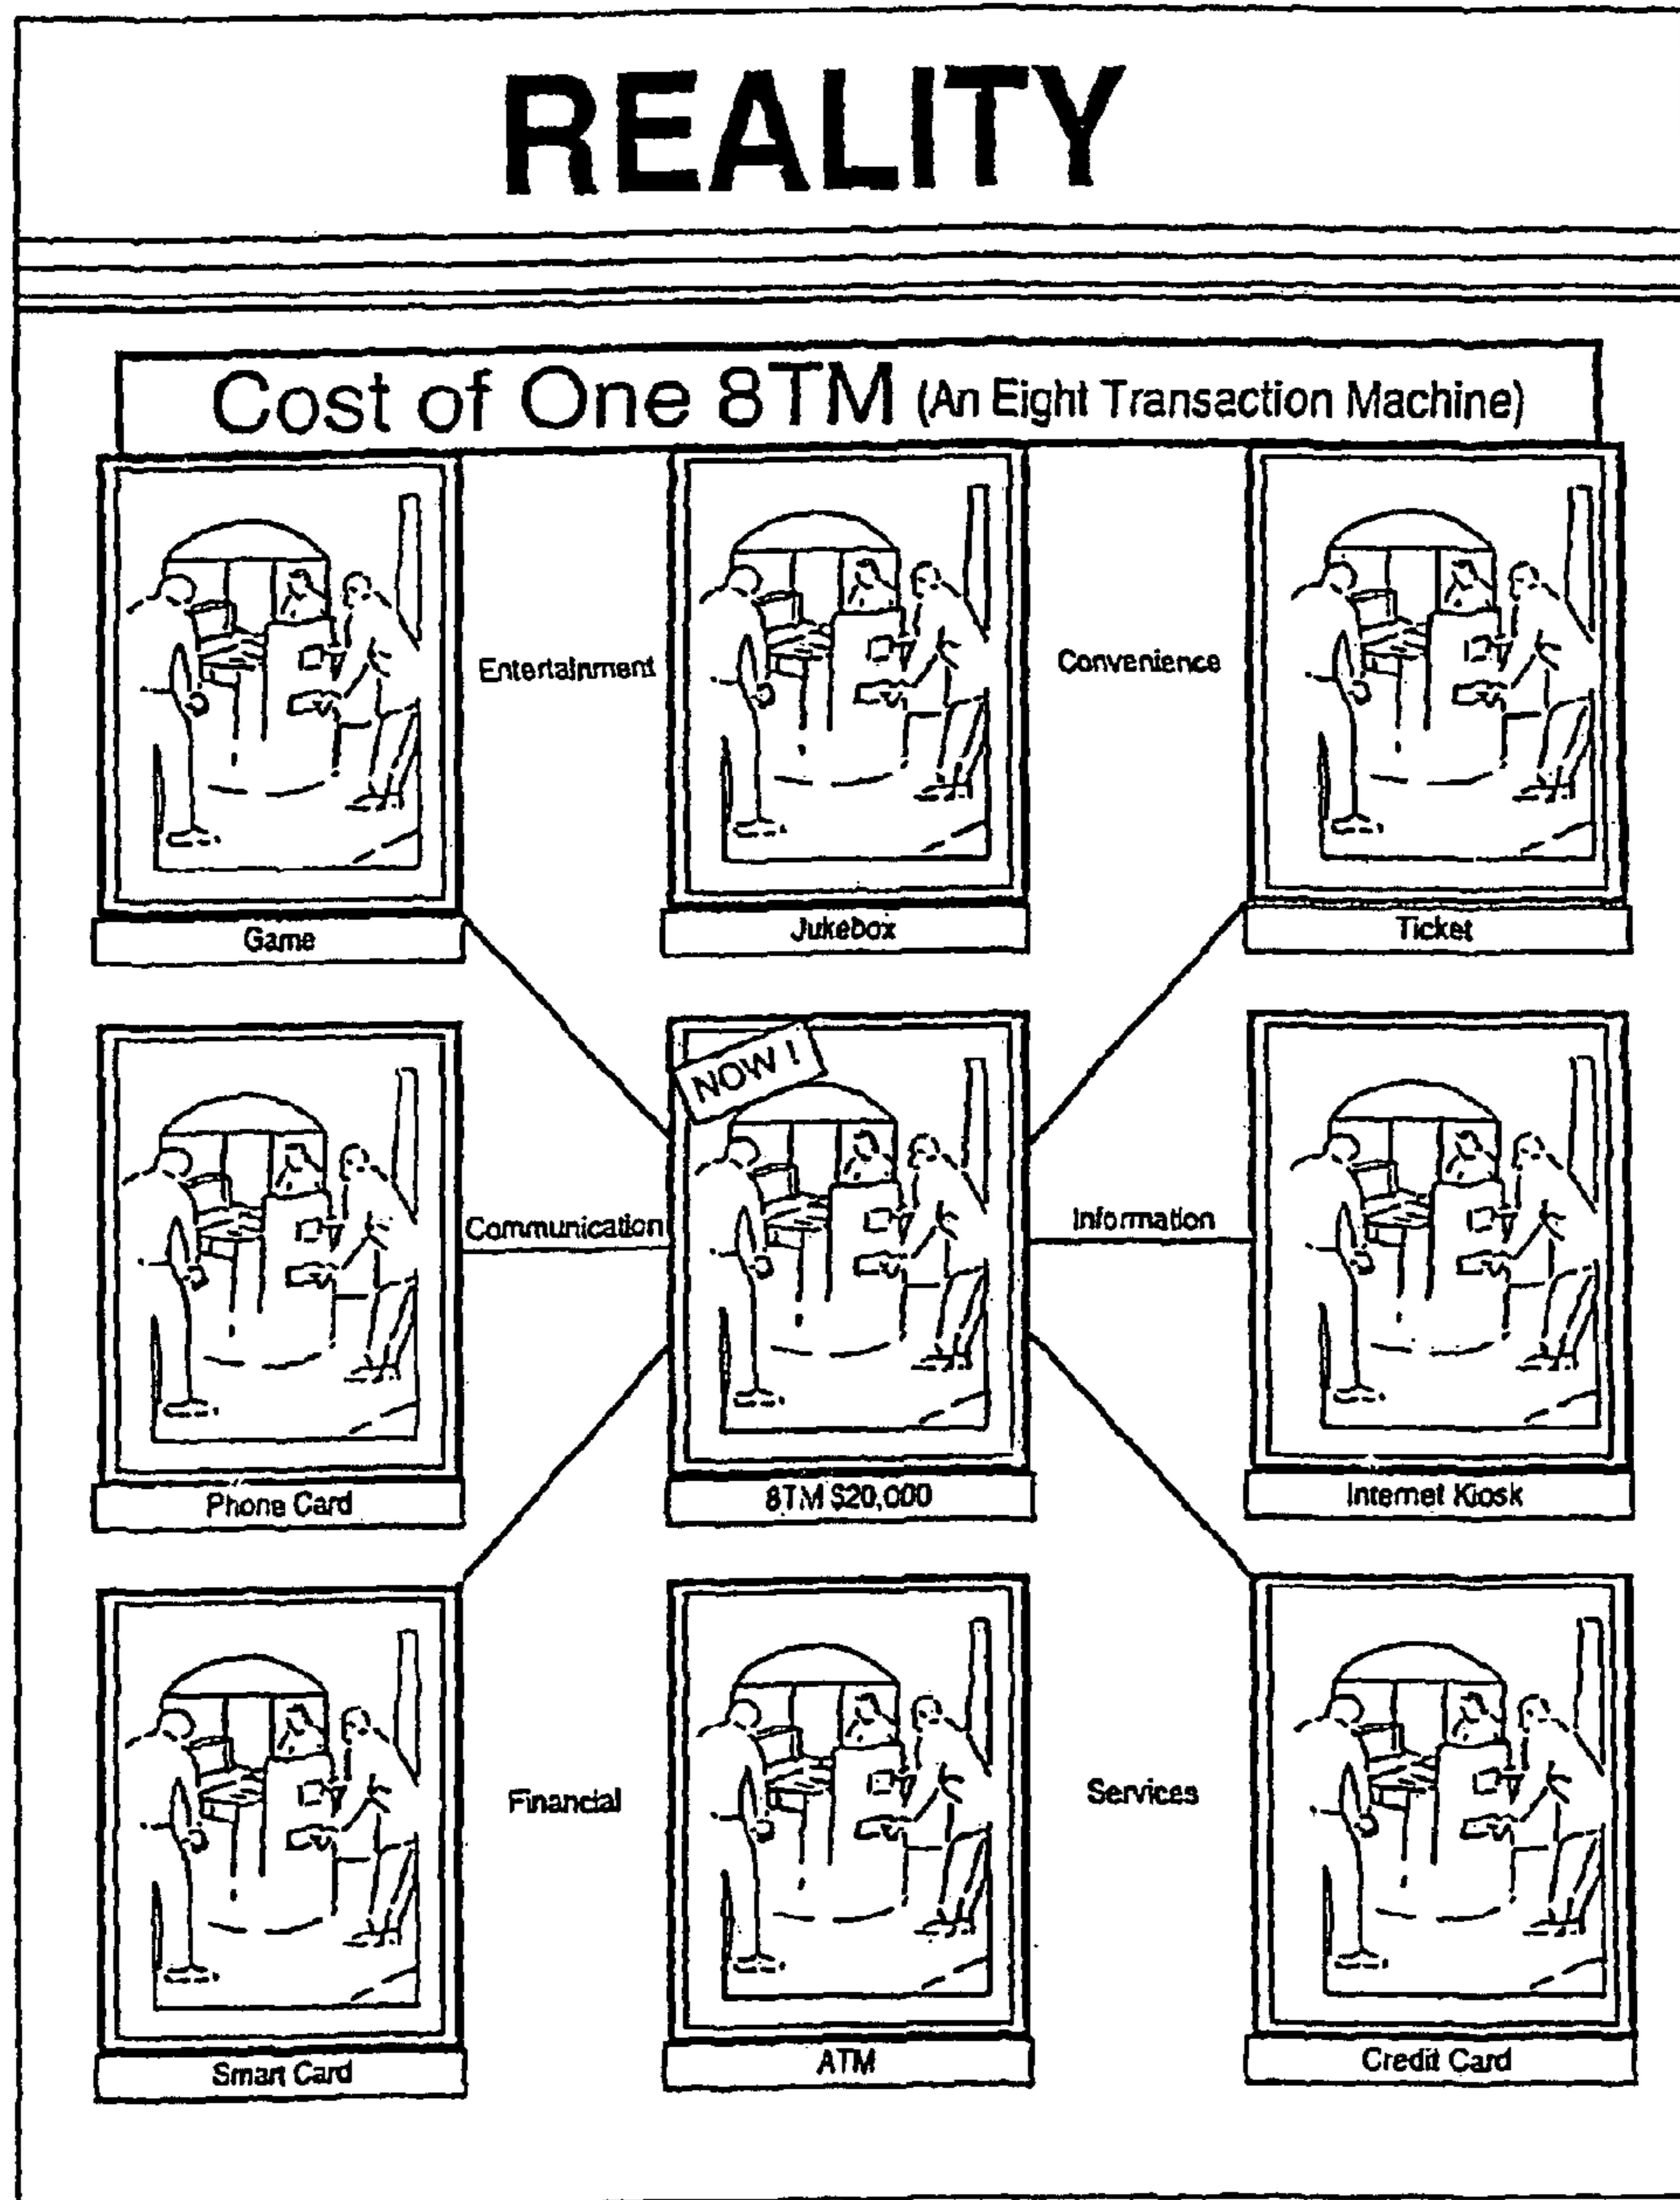 REALITY
Cost of One 8TM (An Eight Transaction Machine)
Entertainment
Convenience
Game
Jukebox
Ticket
NOW !
Communication
Information
Phone Card
8TM $20,000
Internet Kiosk
Financial
Services
Smart Card
ATM
Credit Card